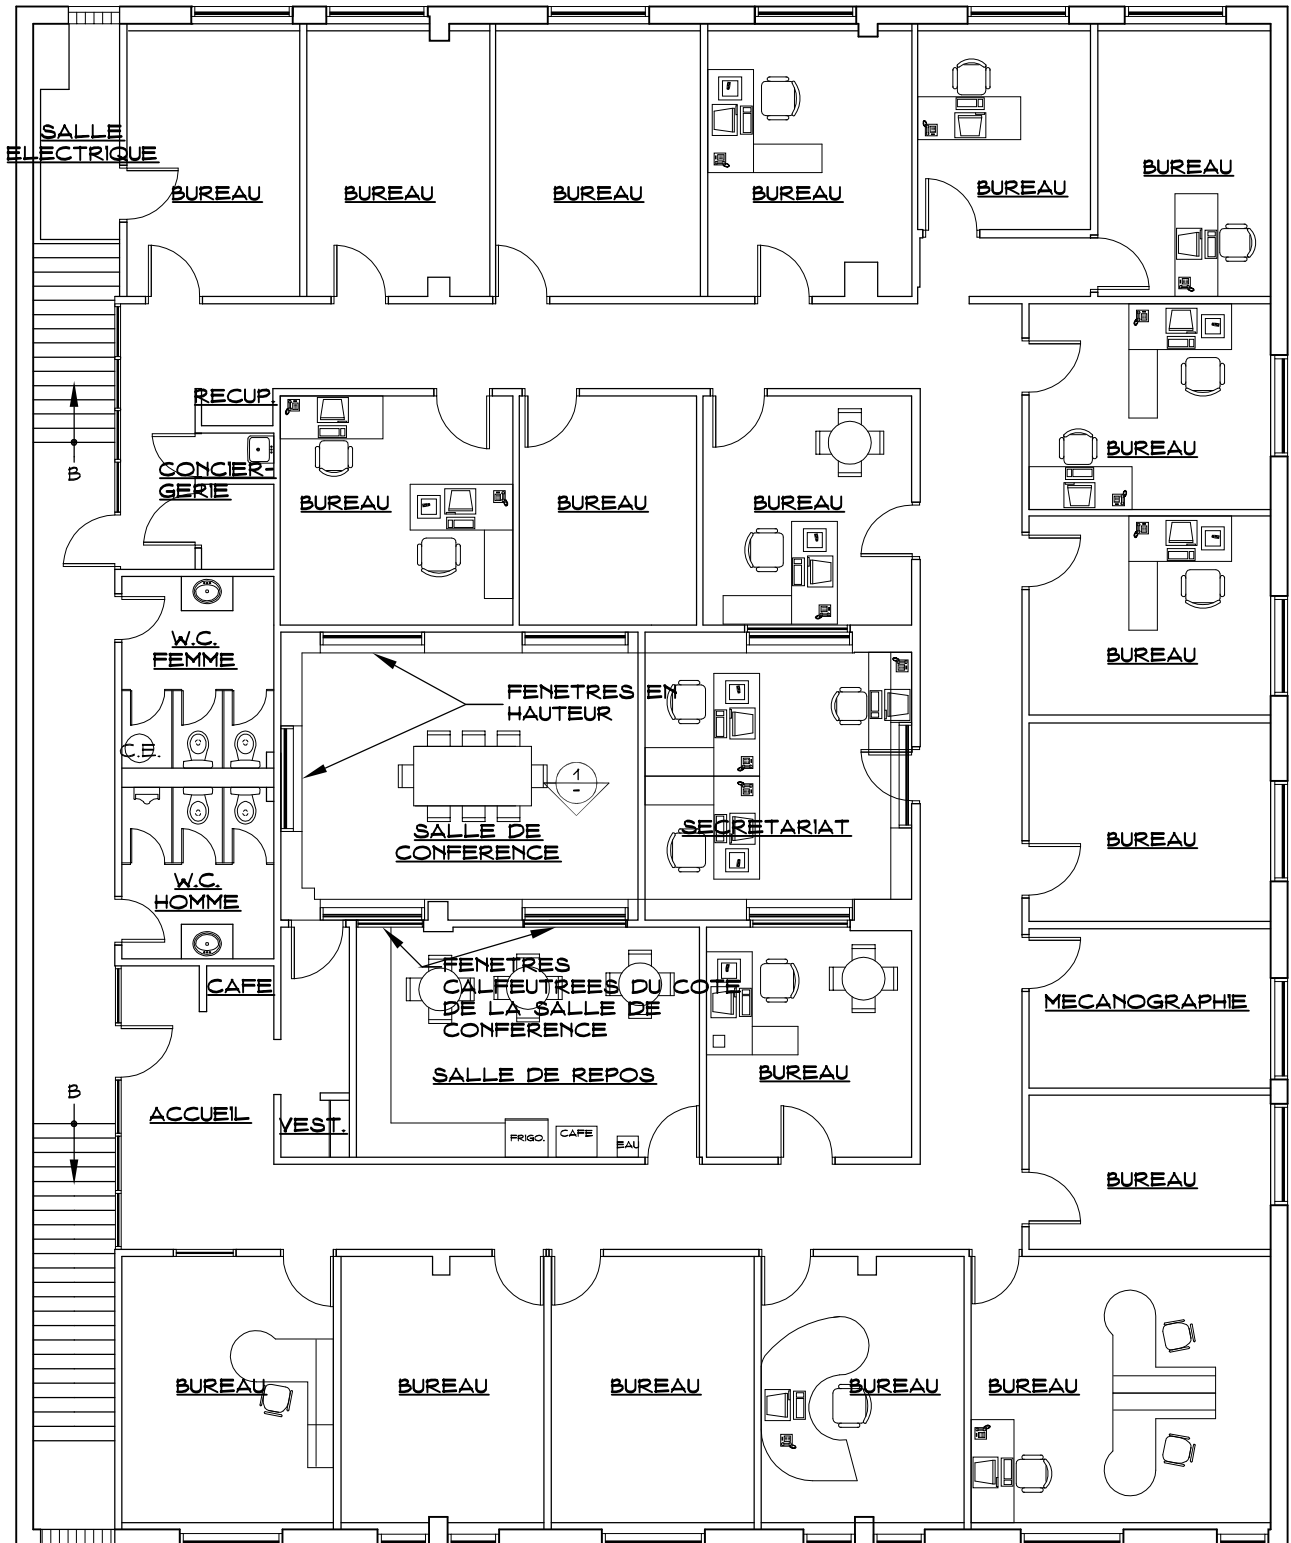 SALLE
ELECTRIQUE
BUREAU
BUREAU
BUREAU
BUREAU
BUREAU
BUREAU
RECUP.
CONCIER-
GERIE
B
BUREAU
BUREAU
BUREAU
BUREAU
W.C.
FEMME
BUREAU
FENETRES EN
HAUTEUR
C.E.
1
-
SALLE DE
CONFERENCE
SECRETARIAT
BUREAU
W.C.
HOMME
CAFE
FENETRES
CALFEUTREES DU COTE
DE LA SALLE DE
CONFERENCE
MECANOGRAPHIE
SALLE DE REPOS
BUREAU
B
ACCUEIL
VEST.
FRIGO.
CAFE
EAU
BUREAU
BUREAU
BUREAU
BUREAU
BUREAU
BUREAU